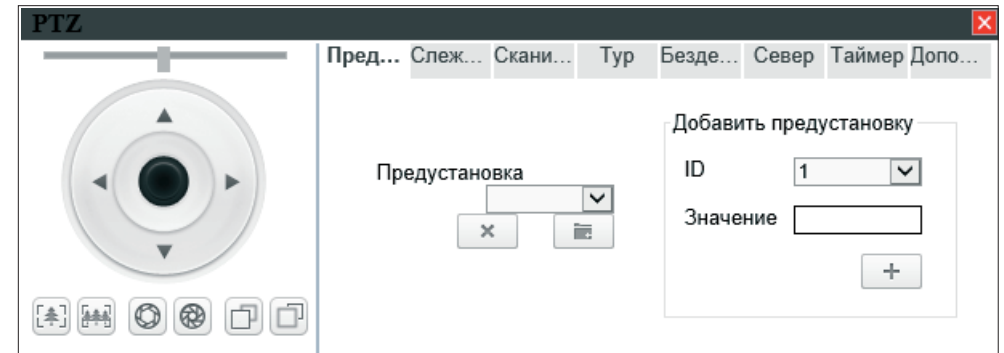 PTZ
Пред... Слеж... Скани... Тур Безде... Север Таймер Допо...
Добавить предустановку
Предустановка
ID 1
Значение